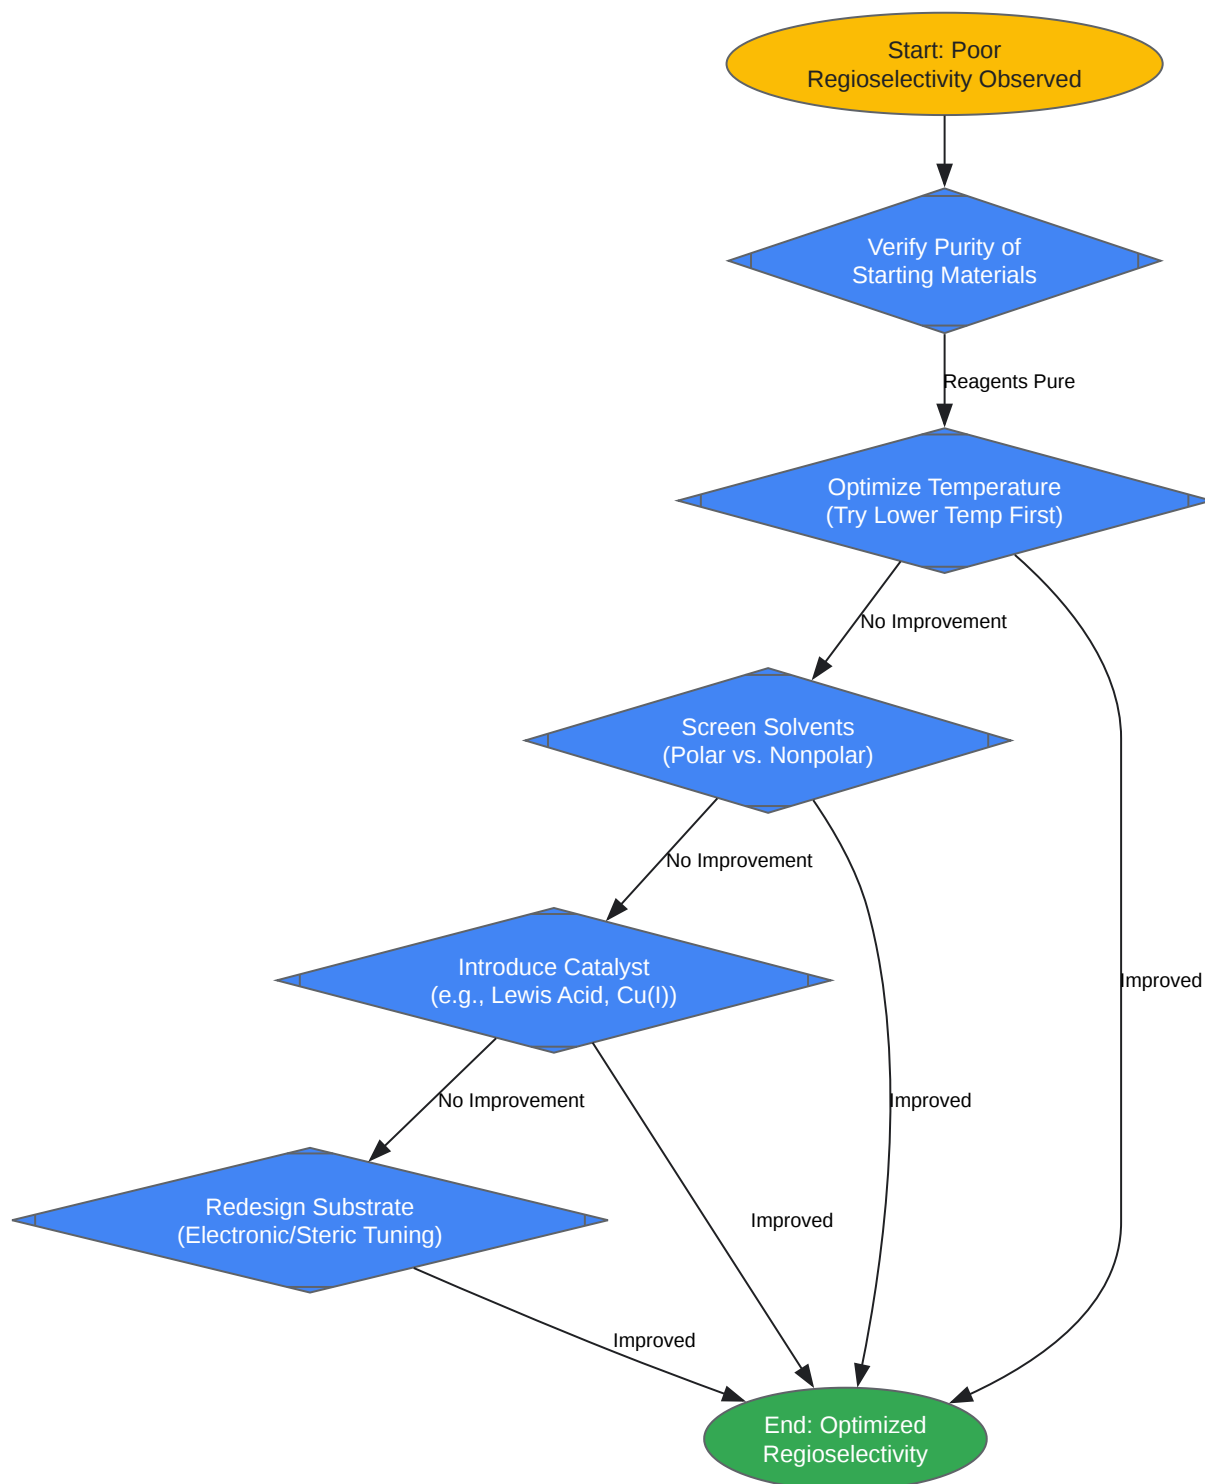 Start: Poor
Regioselectivity Observed
Verify Purity of
Starting Materials
Reagents Pure
Optimize Temperature
(Try Lower Temp First)
No Improvement
Screen Solvents
(Polar vs. Nonpolar)
No Improvement
Introduce Catalyst
(e.g., Lewis Acid, Cu(I))
Improved
No Improvement
Improved
Redesign Substrate
(Electronic/Steric Tuning)
Improved
Improved
End: Optimized
Regioselectivity